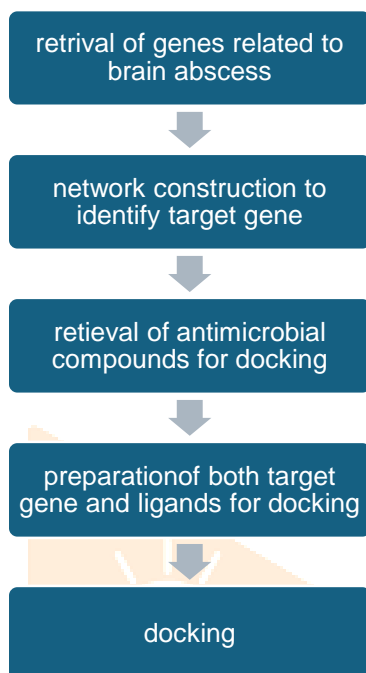 retrival of genes related to
brain abscess
network construction to
identify target gene
retieval of antimicrobial
compounds for docking
preparationof both target
gene and ligands for docking
docking